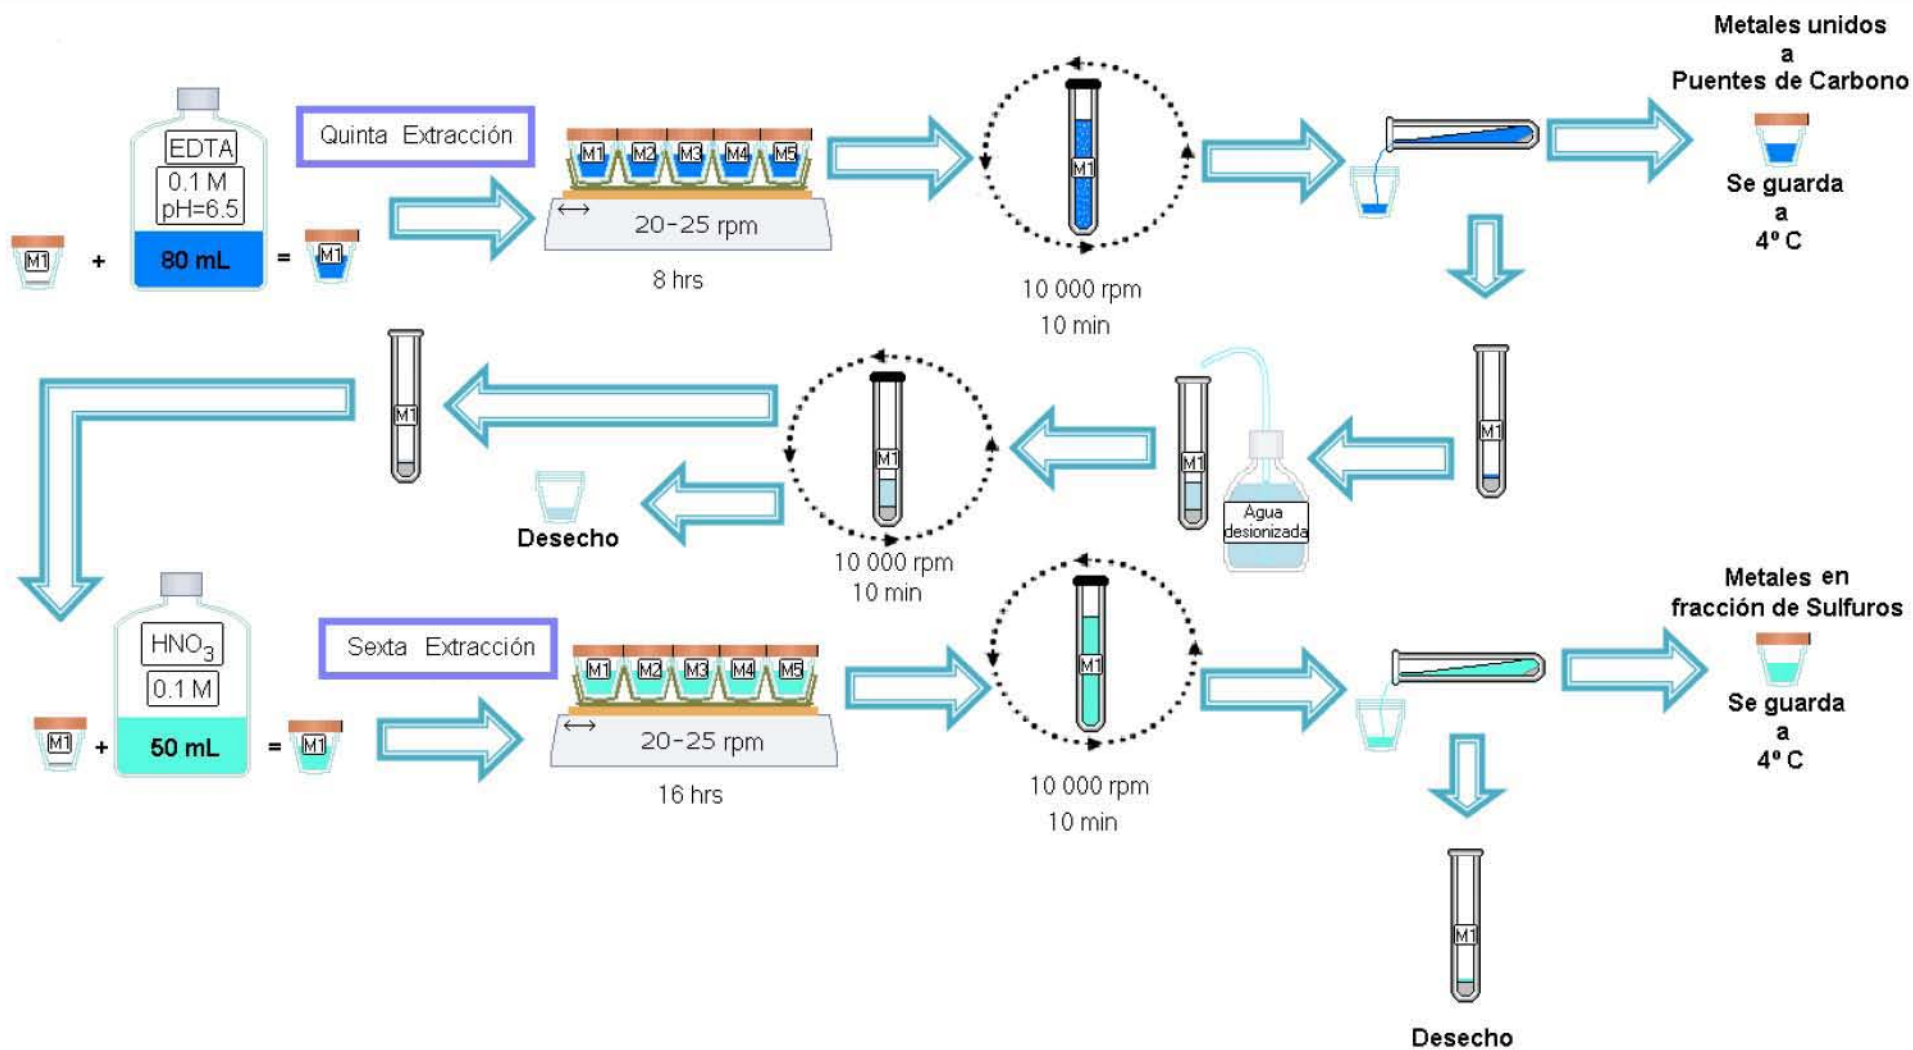 Metales unidos
a
Puentes de Carbono
Se guarda
a
4º C
EDTA
0.1 M
pH=6.5
80 mL
M1
+
=
M1
Quinta Extracción
M1 M2 M3 M4 M5
20-25 rpm
8 hrs
M1
10 000 rpm
10 min
M1
Agua
desionizada
M1
M1
10 000 rpm
10 min
Desecho
M1
HNO3
0.1 M
50 mL
M1
+
=
M1
Sexta Extracción
M1 M2 M3 M4 M5
20-25 rpm
16 hrs
M1
10 000 rpm
10 min
Metales en
fracción de Sulfuros
Se guarda
a
4º C
M1
Desecho